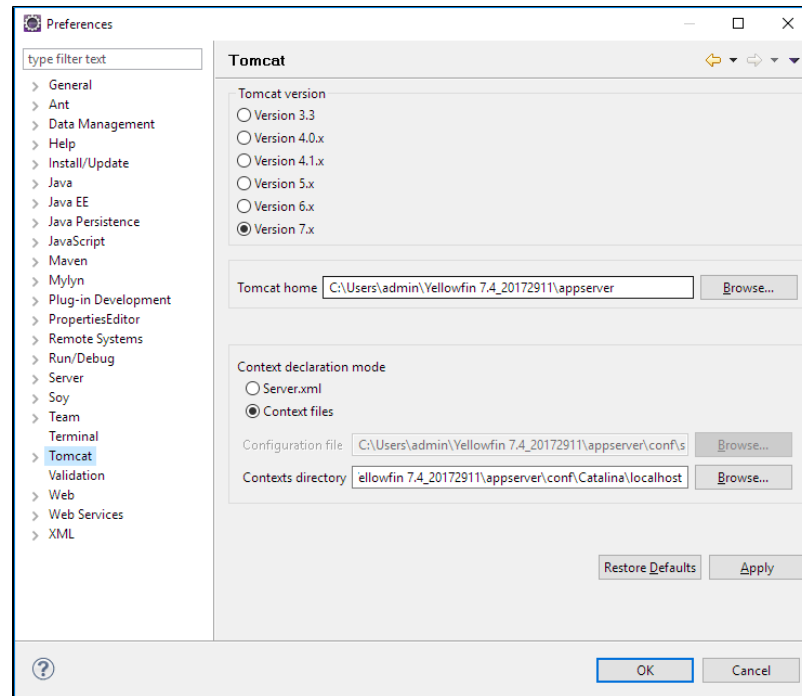 Preferences
type filter text
General
Ant
Data Management
Help
Install/Update
Java
Java EE
Java Persistence
JavaScript
Maven
Mylyn
Plug-in Development
PropertiesEditor
Remote Systems
Run/Debug
Server
Soy
Team
Terminal
Tomcat
Validation
Web
Web Services
XML
Tomcat
Tomcat version
Version 3.3
Version 4.0.x
Version 4.1.x
Version 5.x
Version 6.x
Version 7.x
Tomcat home C:\Users\admin\Yellowfin 7.4_20172911\appserver Browse...
Context declaration mode
Server.xml
Context files
Configuration file C:\Users\admin\Yellowfin 7.4_20172911\appserver\conf\s Browse...
Contexts directory ellowfin 7.4_20172911\appserver\conf\Catalina\localhost Browse...
Restore Defaults Apply
OK Cancel